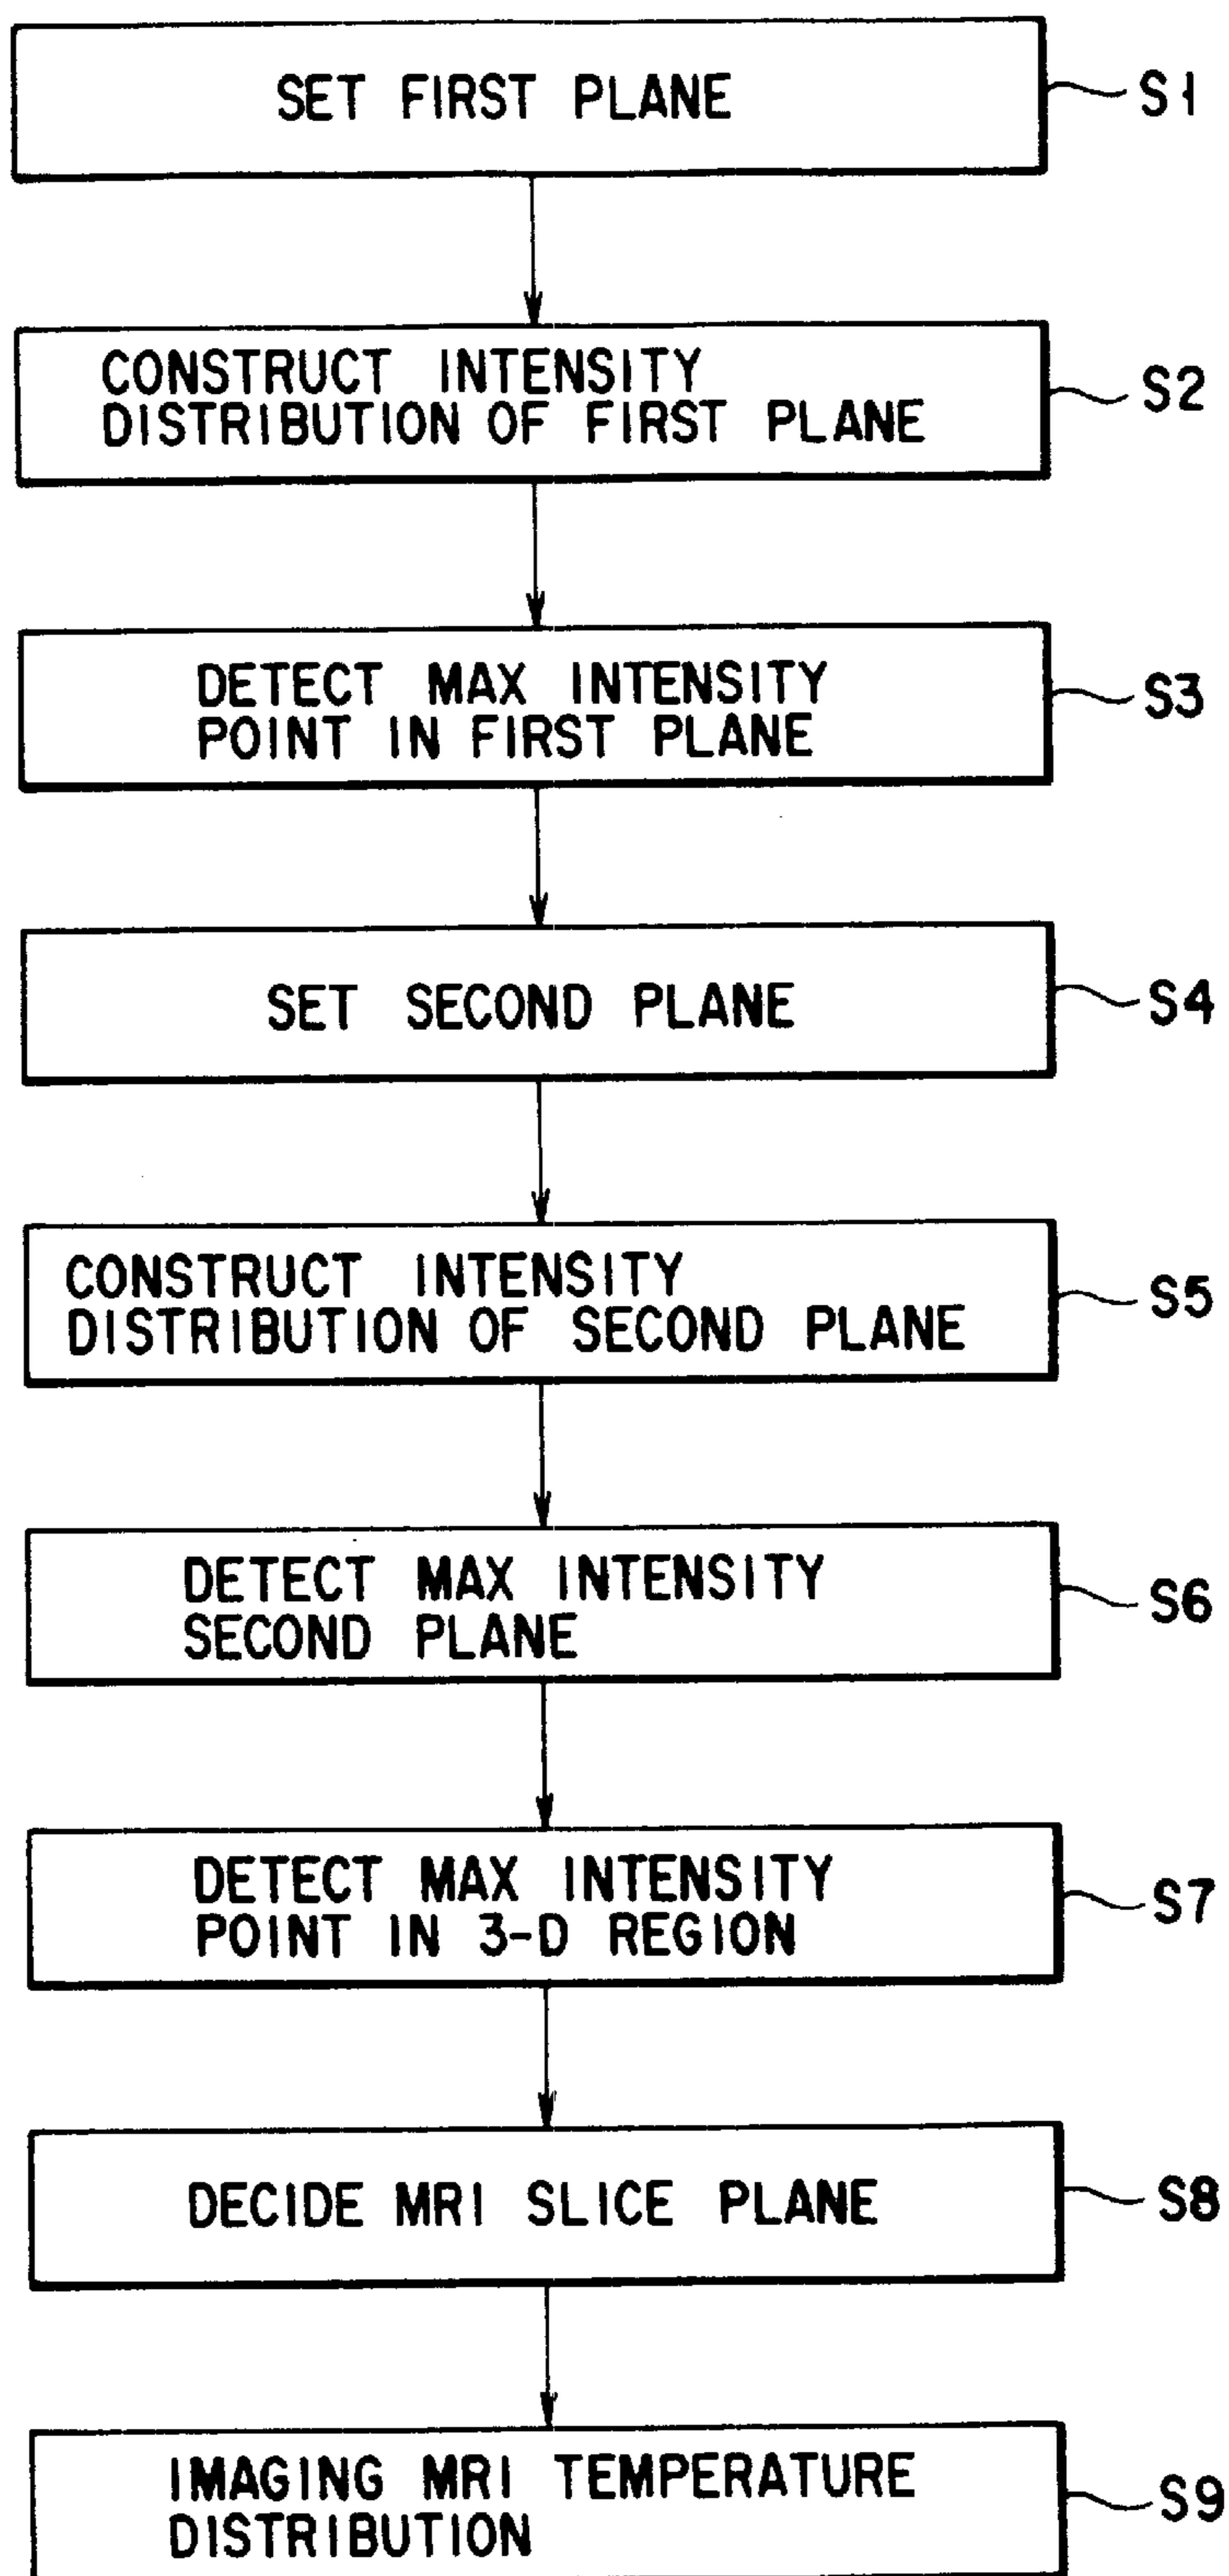 SET FIRST PLANE
S1
CONSTRUCT INTENSITY
DISTRIBUTION OF FIRST PLANE
S2
DETECT MAX INTENSITY
POINT IN FIRST PLANE
S3
SET SECOND PLANE
S4
CONSTRUCT INTENSITY
DISTRIBUTION OF SECOND PLANE
S5
DETECT MAX INTENSITY
SECOND PLANE
S6
DETECT MAX INTENSITY
POINT IN 3-D REGION
S7
DECIDE MRI SLICE PLANE
S8
IMAGING MRI TEMPERATURE
DISTRIBUTION
S9